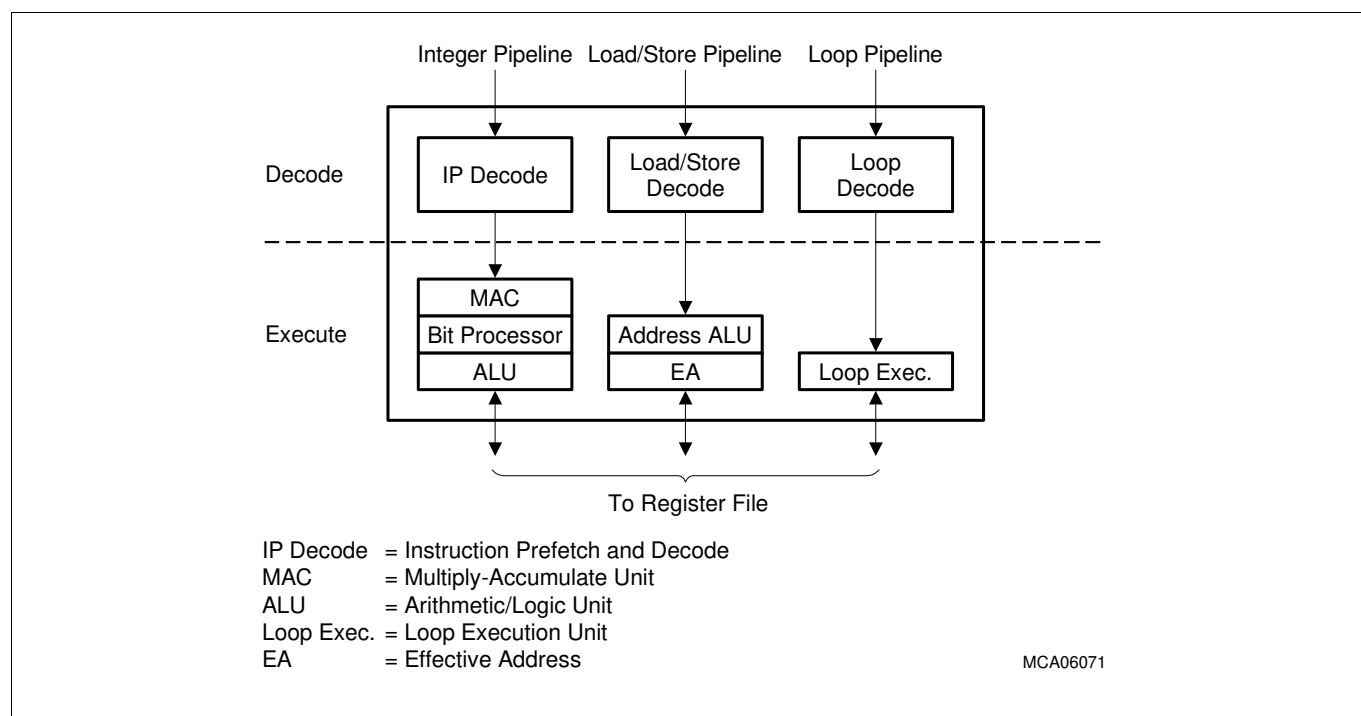 Integer Pipeline Load/Store Pipeline Loop Pipeline
Decode
IP Decode
Load/Store
Decode
Loop
Decode
Execute
MAC
Bit Processor
ALU
Address ALU
EA
Loop Exec.
To Register File
IP Decode = Instruction Prefetch and Decode
MAC = Multiply-Accumulate Unit
ALU = Arithmetic/Logic Unit
Loop Exec. = Loop Execution Unit
EA = Effective Address
MCA06071